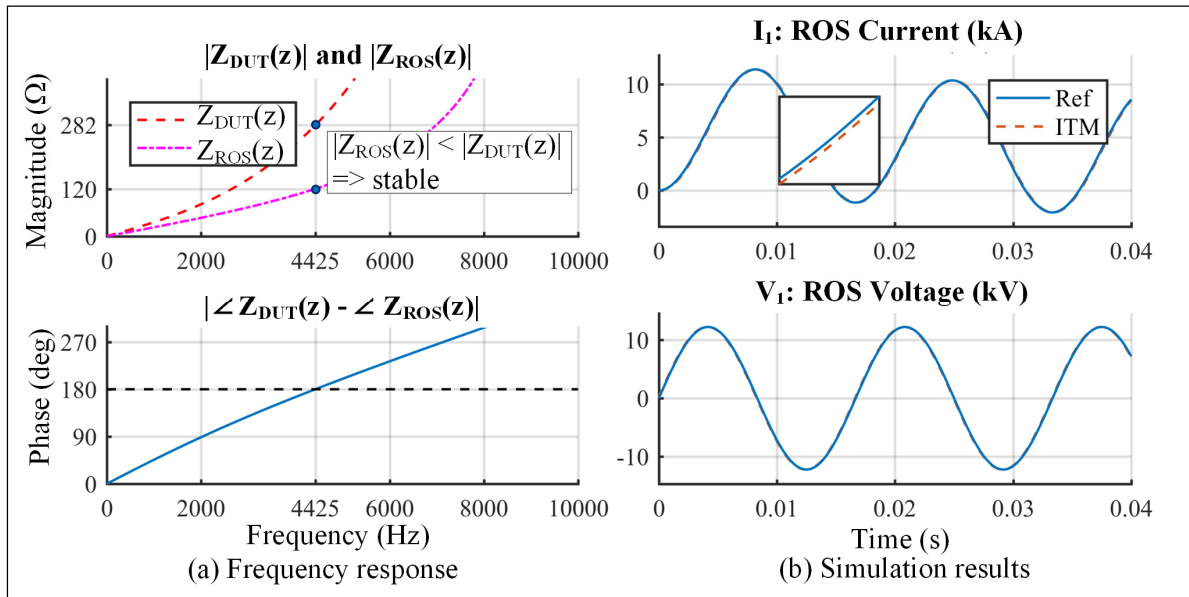 |Z_DUT(z)| and |Z_ROS(z)|
Magnitude (Ω)
282
120
0
Z_DUT(z)
Z_ROS(z)
|Z_ROS(z)| < |Z_DUT(z)|
=> stable
0 2000 4425 6000 8000 10000
|∠Z_DUT(z) - ∠ Z_ROS(z)|
Phase (deg)
270
180
90
0
0 2000 4425 6000 8000 10000
Frequency (Hz)
(a) Frequency response
I₁: ROS Current (kA)
10
5
0
Ref
ITM
0 0.01 0.02 0.03 0.04
V₁: ROS Voltage (kV)
10
0
-10
0 0.01 0.02 0.03 0.04
Time (s)
(b) Simulation results